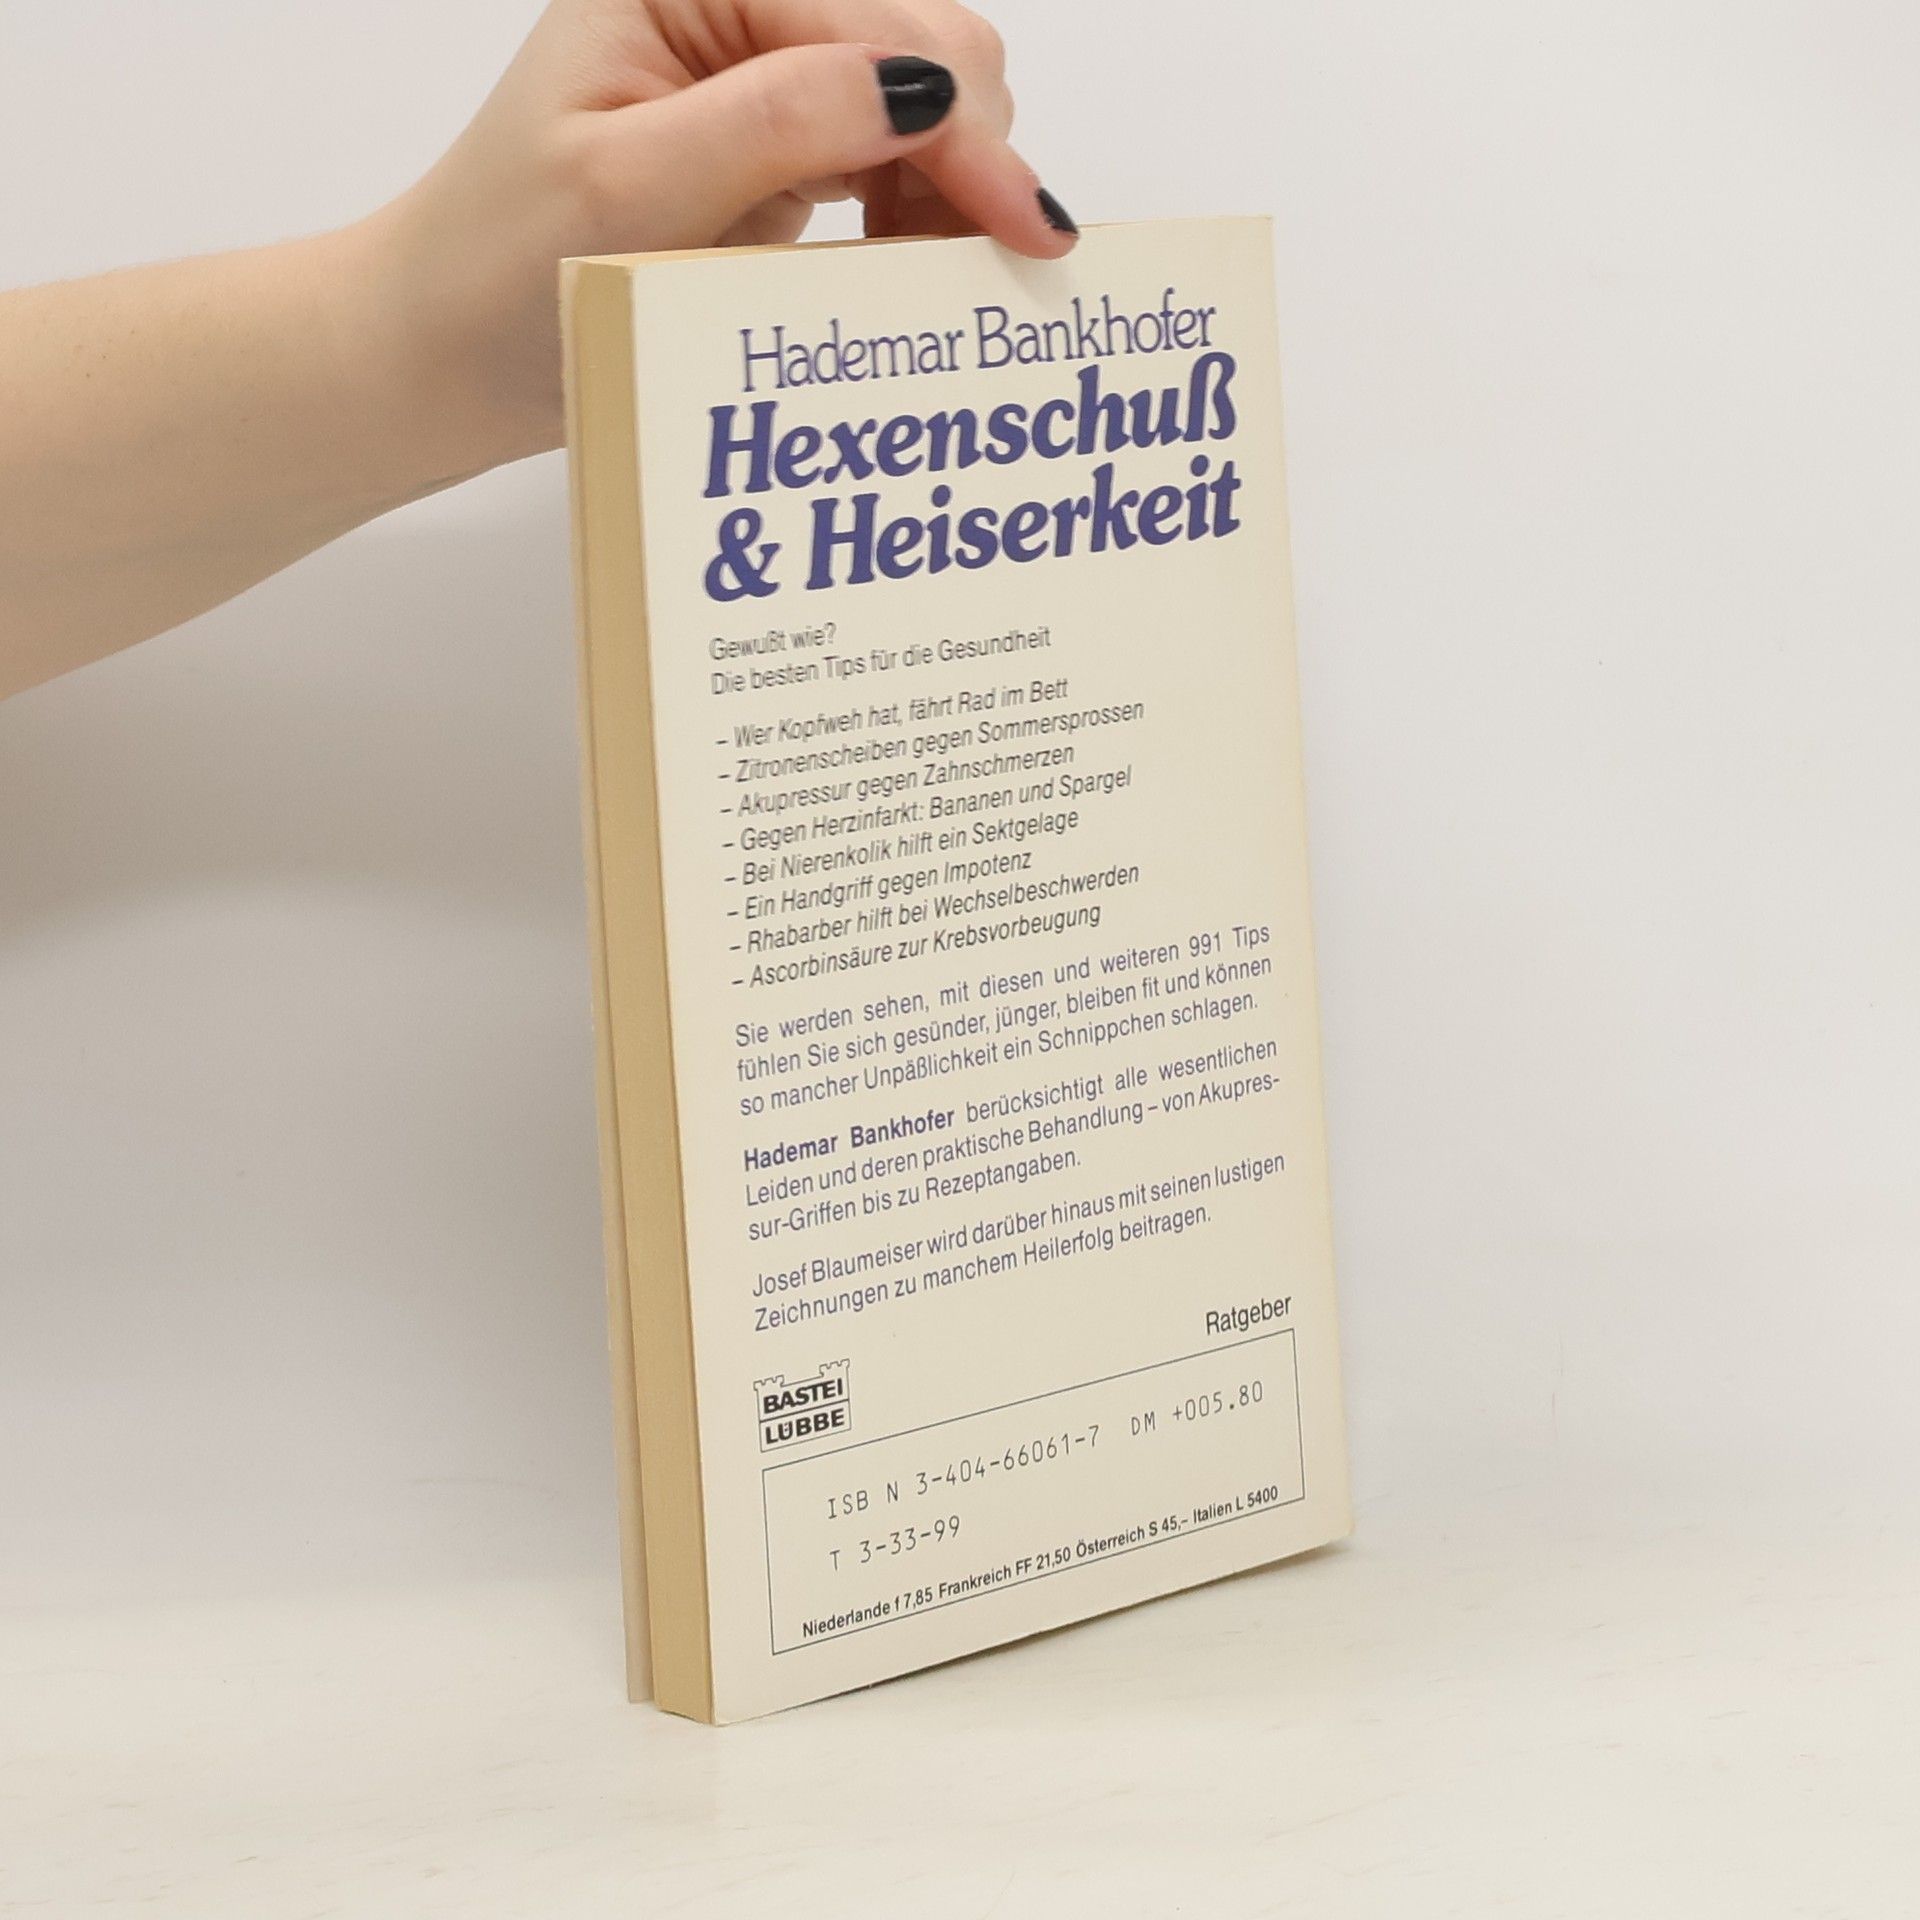 Hademar Bankhofer
Hexenschuß
& Heiserkeit
Gewußt wie?
Die besten Tips für die Gesundheit
– Wer Kopfweh hat, fährt Rad im Bett
– Zitronenscheiben gegen Sommersprossen
– Akupressur gegen Zahnschmerzen
– Gegen Herzinfarkt: Bananen und Spargel
– Bei Nierenkolik hilft ein Sektgelage
– Ein Handgriff gegen Impotenz
– Rhabarber hilft bei Wechselbeschwerden
– Ascorbinsäure zur Krebsvorbeugung
Sie werden sehen, mit diesen und weiteren 991 Tips
fühlen Sie sich gesünder, jünger, bleiben fit und können
so mancher Unpäßlichkeit ein Schnippchen schlagen.
Hademar Bankhofer berücksichtigt alle wesentlichen
Leiden und deren praktische Behandlung – von Akupres-
sur-Griffen bis zu Rezeptangaben.
Josef Blaumeiser wird darüber hinaus mit seinen lustigen
Zeichnungen zu manchem Heilerfolg beitragen.
Ratgeber
BASTEI
LÜBBE
ISB N 3-404-66061-7 DM +005.80
T 3-33-99
Niederlande f 7,85 Frankreich FF 21,50 Österreich S 45,– Italien L 5400